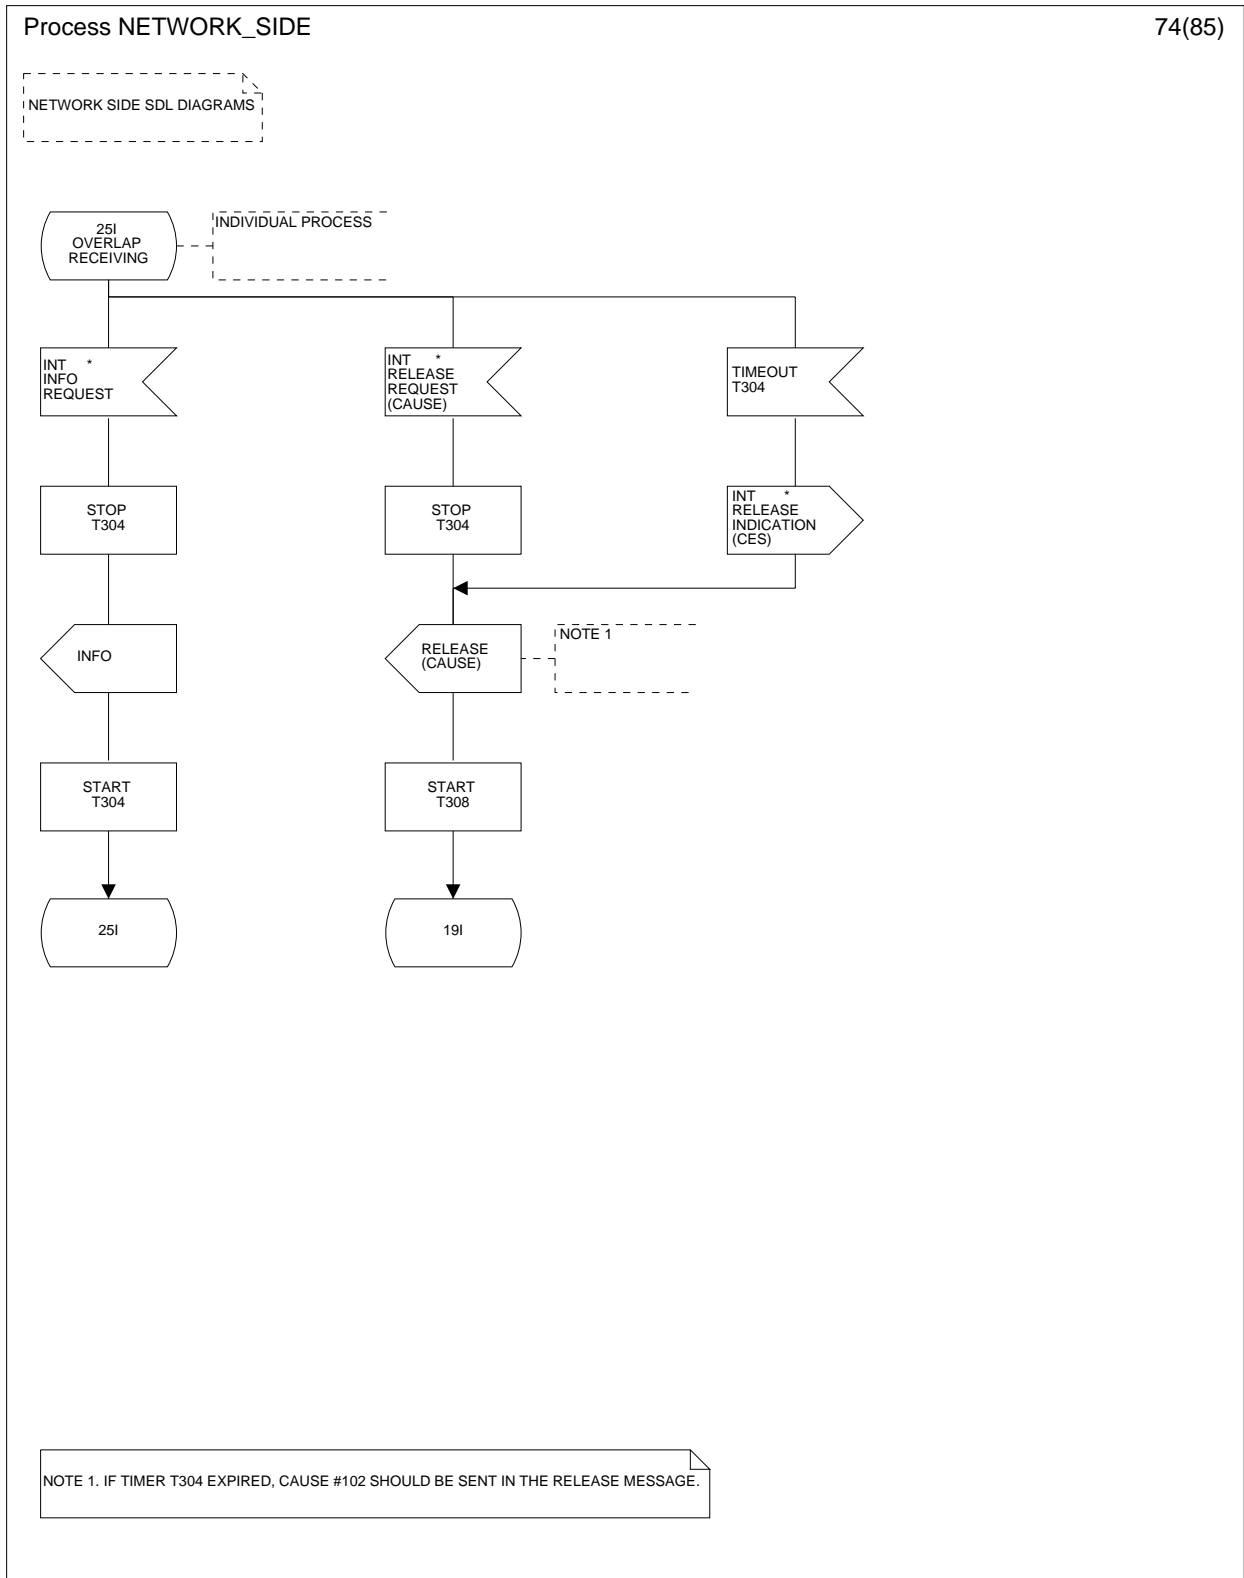 Process NETWORK_SIDE
74(85)
NETWORK SIDE SDL DIAGRAMS
25I
OVERLAP
RECEIVING
INDIVIDUAL PROCESS
INT *
INFO
REQUEST
INT *
RELEASE
REQUEST
(CAUSE)
TIMEOUT
T304
STOP
T304
STOP
T304
INT *
RELEASE
INDICATION
(CES)
INFO
RELEASE
(CAUSE)
NOTE 1
START
T304
START
T308
25I
19I
NOTE 1. IF TIMER T304 EXPIRED, CAUSE #102 SHOULD BE SENT IN THE RELEASE MESSAGE.